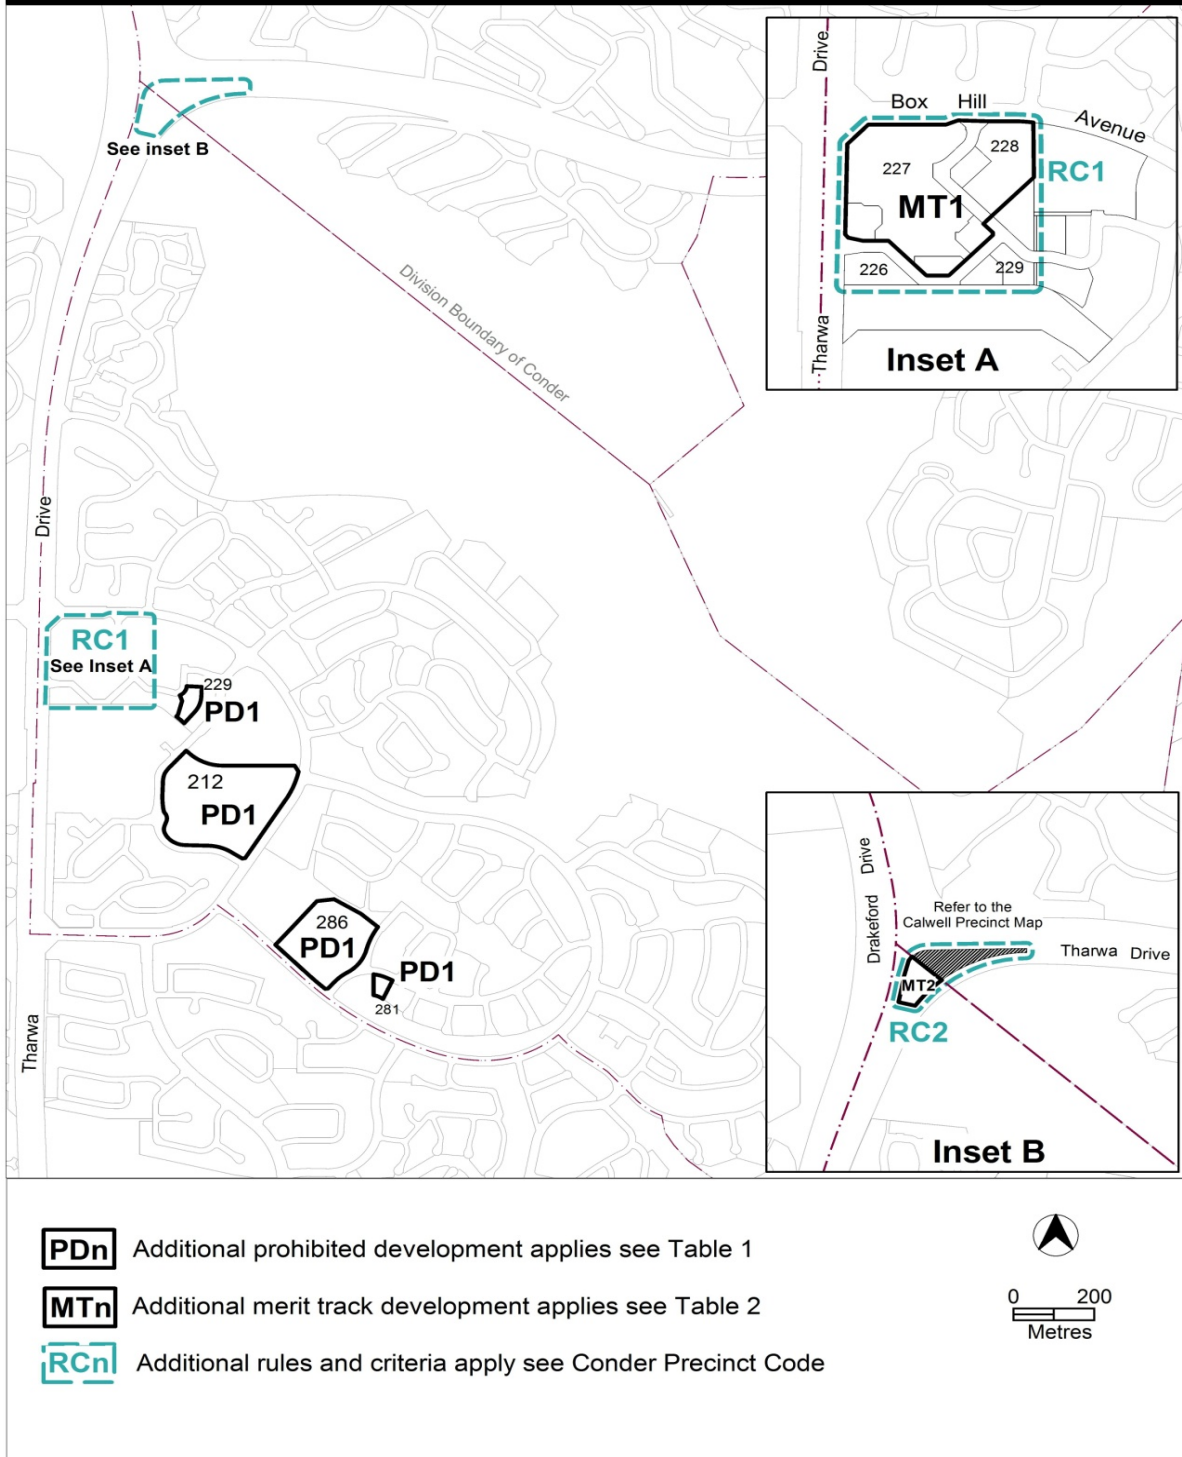 See inset B
Division Boundary of Conder
Drive
RC1
See Inset A
229
PD1
212
PD1
286
PD1
PD1
281
Tharwa
Drive
Box Hill
Avenue
228
227
RC1
MT1
226
229
Tharwa
Inset A
Drive
Drakeford
Refer to the
Calwell Precinct Map
Tharwa Drive
MT2
RC2
Inset B
PDn Additional prohibited development applies see Table 1
MTn Additional merit track development applies see Table 2
RCn Additional rules and criteria apply see Conder Precinct Code
0 200
Metres